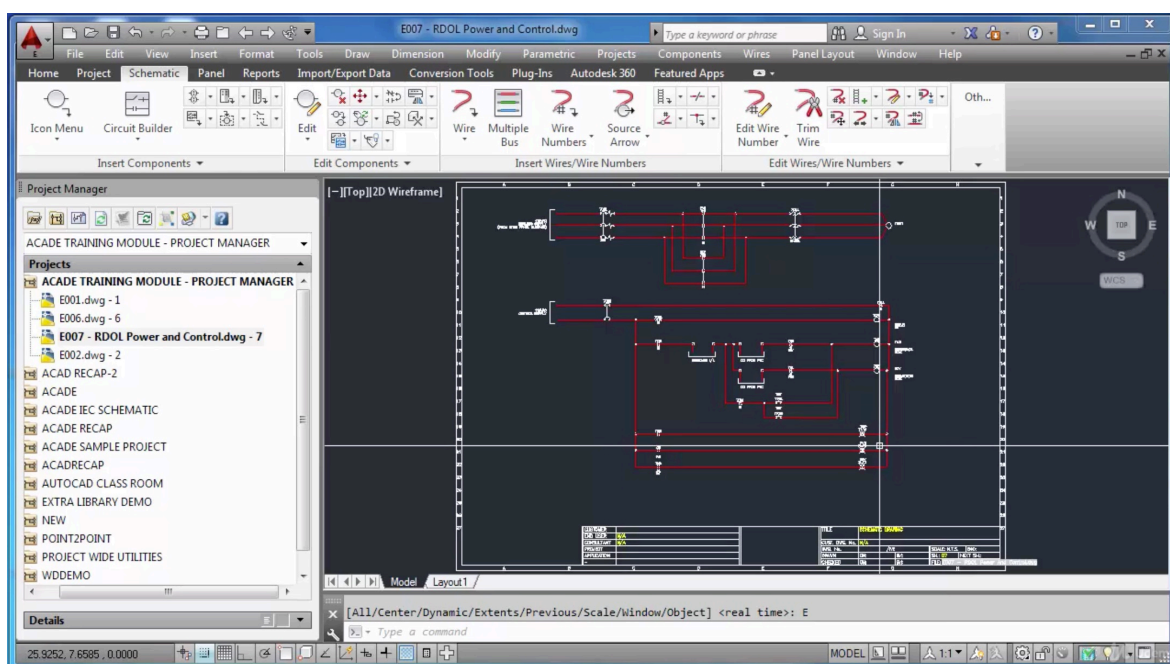 E007 - RDOL Power and Control.dwg
Type a keyword or phrase
Sign In
E
File Edit View Insert Format Tools Draw Dimension Modify Parametric Projects Components Wires Panel Layout Window Help
Home Project Schematic Panel Reports Import/Export Data Conversion Tools Plug-Ins Autodesk 360 Featured Apps
Icon Menu
Circuit Builder
Edit
Wire
Multiple Bus
Wire Numbers
Source Arrow
Edit Wire Number
Trim Wire
Oth...
Insert Components
Edit Components
Insert Wires/Wire Numbers
Edit Wires/Wire Numbers
Project Manager
ACADE TRAINING MODULE - PROJECT MANAGER
Projects
ACADE TRAINING MODULE - PROJECT MANAGER
E001.dwg - 1
E006.dwg - 6
E007 - RDOL Power and Control.dwg - 7
E002.dwg - 2
ACAD RECAP-2
ACADE
ACADE IEC SCHEMATIC
ACADE RECAP
ACADE SAMPLE PROJECT
ACADRECAP
AUTOCAD CLASS ROOM
EXTRA LIBRARY DEMO
NEW
POINT2POINT
PROJECT WIDE UTILITIES
WDDEMO
Details
[−][Top][2D Wireframe]
N
W TOP E
S
WCS
CUSTOMER
END USER N/A
CONSULTANT N/A
PROJECT
TITLE SCHEMATIC DRAWING
Model Layout1
[All/Center/Dynamic/Extents/Previous/Scale/Window/Object] <real time>: E
Type a command
25.9252, 7.6585 , 0.0000
MODEL
1:1